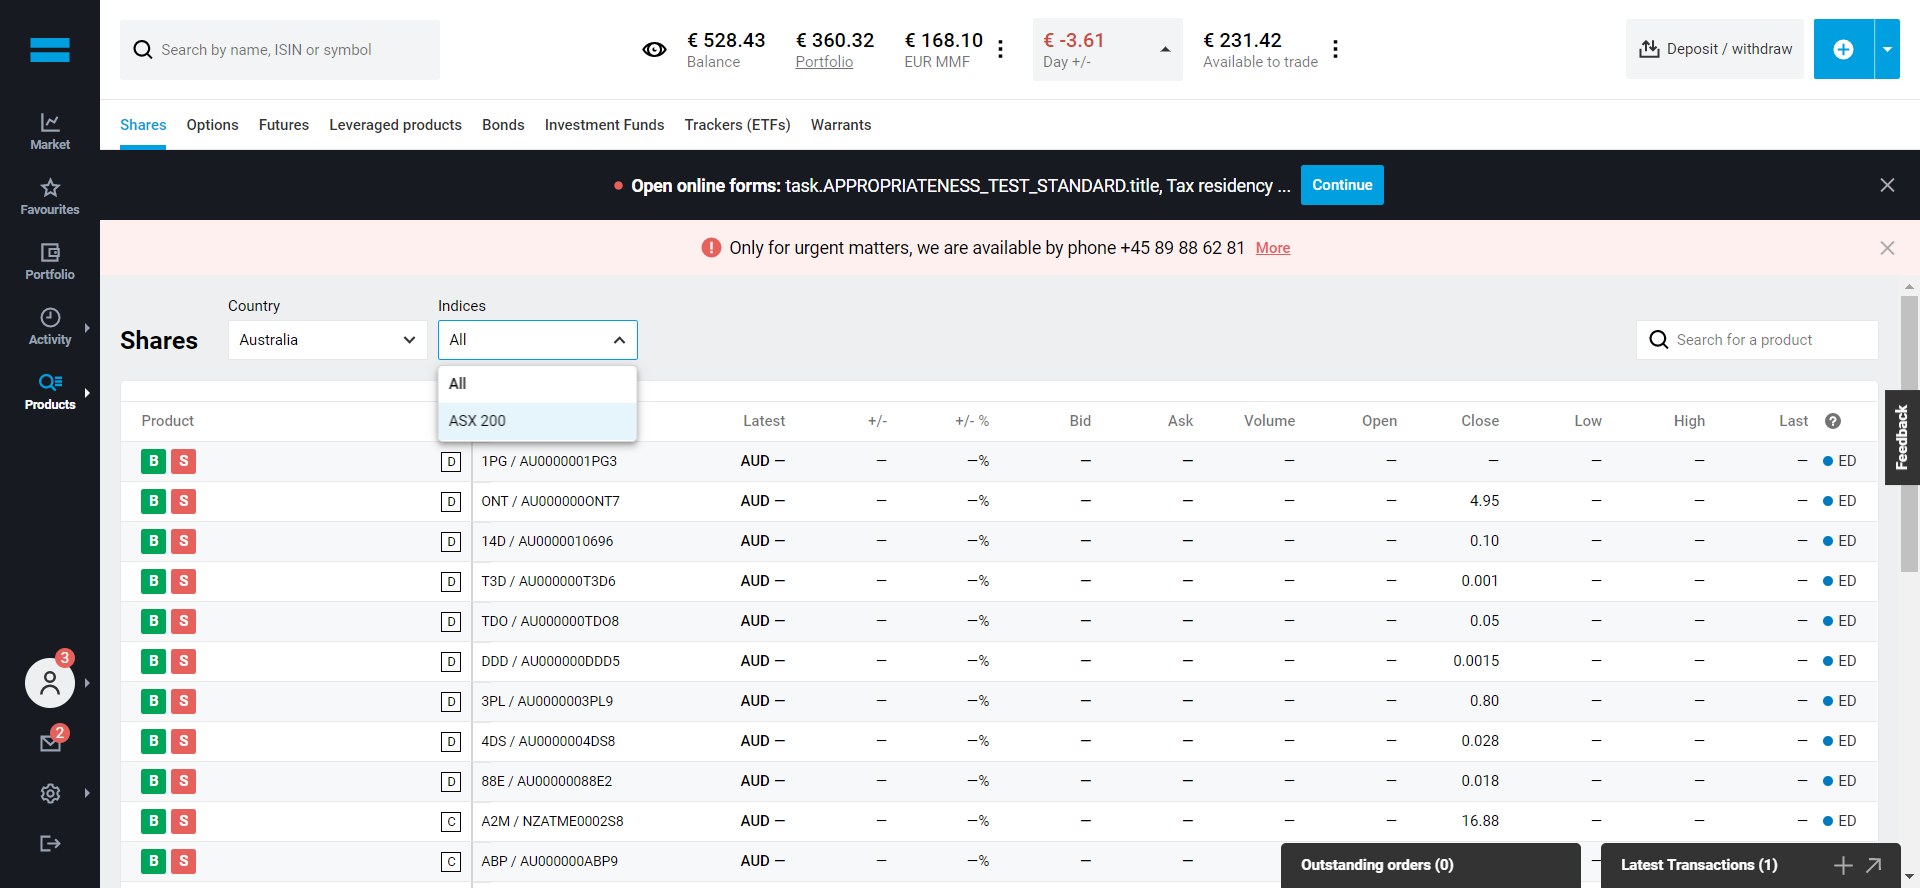 Search by name, ISIN or symbol
€ 528.43
Balance
€ 360.32
Portfolio
€ 168.10
EUR MMF
€ -3.61
Day +/-
€ 231.42
Available to trade
Deposit / withdraw
Market
Favourites
Portfolio
Activity
Products
3
2
Shares Options Futures Leveraged products Bonds Investment Funds Trackers (ETFs) Warrants
Open online forms: task.APPROPRIATENESS_TEST_STANDARD.title, Tax residency ... Continue
Only for urgent matters, we are available by phone +45 89 88 62 81 More
Shares
Country
Australia
Indices
All
All
ASX 200
Search for a product
Product Latest +/- +/- % Bid Ask Volume Open Close Low High Last ?
B S D 1PG / AU0000001PG3 AUD — — —% — — — — — — — — ED
B S D ONT / AU000000ONT7 AUD — — —% — — — — 4.95 — — — ED
B S D 14D / AU0000010696 AUD — — —% — — — — 0.10 — — — ED
B S D T3D / AU000000T3D6 AUD — — —% — — — — 0.001 — — — ED
B S D TDO / AU000000TDO8 AUD — — —% — — — — 0.05 — — — ED
B S D DDD / AU000000DDD5 AUD — — —% — — — — 0.0015 — — — ED
B S D 3PL / AU0000003PL9 AUD — — —% — — — — 0.80 — — — ED
B S D 4DS / AU0000004DS8 AUD — — —% — — — — 0.028 — — — ED
B S D 88E / AU00000088E2 AUD — — —% — — — — 0.018 — — — ED
B S C A2M / NZATME0002S8 AUD — — —% — — — — 16.88 — — — ED
B S C ABP / AU000000ABP9 AUD — — —% — — —
Outstanding orders (0)
Latest Transactions (1)
Feedback